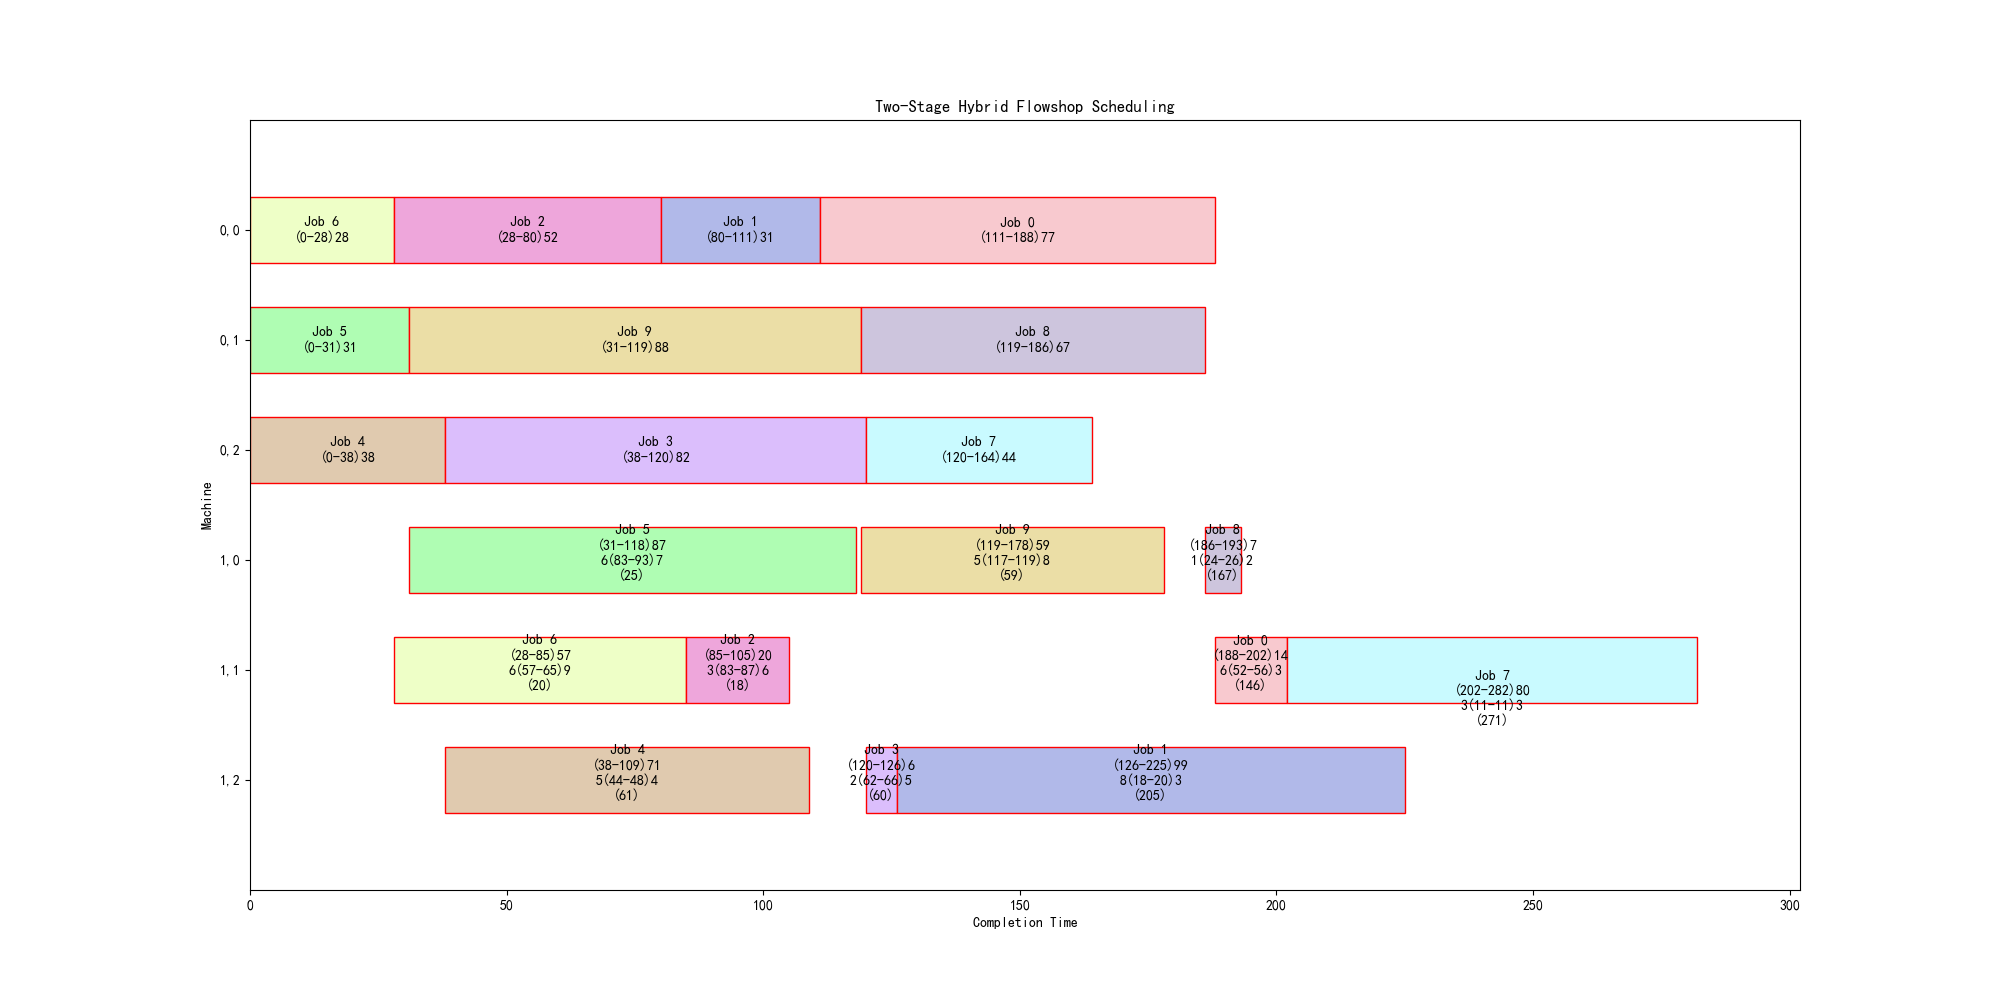 Two-Stage Hybrid Flowshop Scheduling
Machine
0,0
Job 6
(0-28)28
Job 2
(28-80)52
Job 1
(80-111)31
Job 0
(111-188)77
0,1
Job 5
(0-31)31
Job 9
(31-119)88
Job 8
(119-186)67
0,2
Job 4
(0-38)38
Job 3
(38-120)82
Job 7
(120-164)44
1,0
Job 5
(31-118)87
6(83-93)7
(25)
Job 9
(119-178)59
5(117-119)8
(59)
Job 8
(186-193)7
1(24-26)2
(167)
1,1
Job 6
(28-85)57
6(57-65)9
(20)
Job 2
(85-105)20
3(83-87)6
(18)
Job 0
(188-202)14
6(52-56)3
(146)
Job 7
(202-282)80
3(11-11)3
(271)
1,2
Job 4
(38-109)71
5(44-48)4
(61)
Job 3
(120-126)6
2(62-66)5
(60)
Job 1
(126-225)99
8(18-20)3
(205)
0
50
100
150
200
250
300
Completion Time